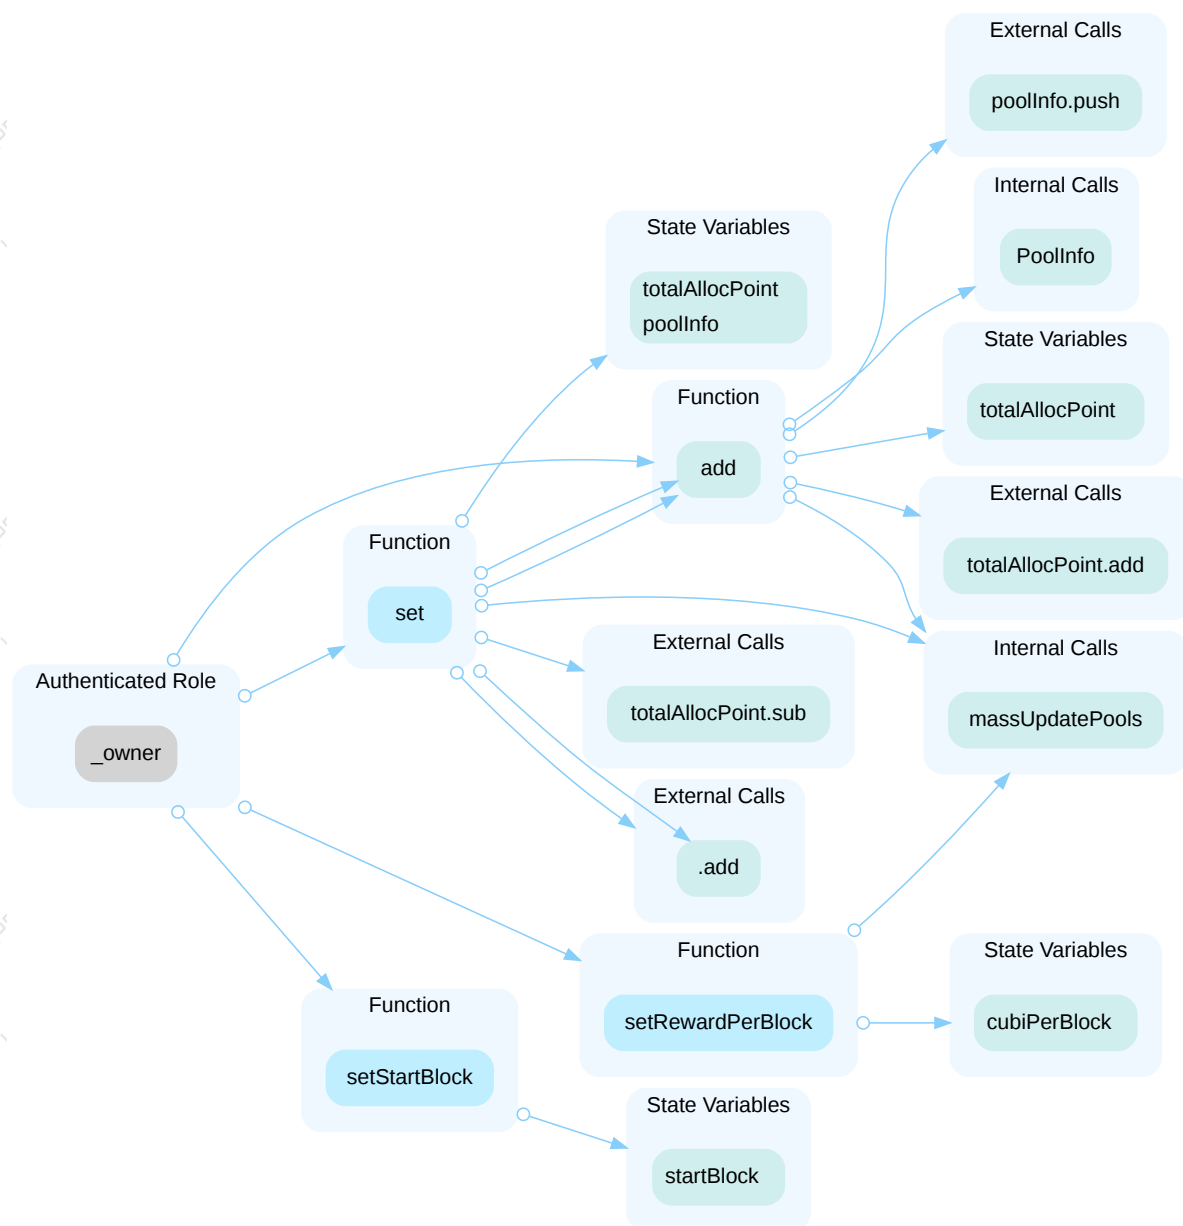 External Calls
poolInfo.push
Internal Calls
PoolInfo
State Variables
totalAllocPoint
poolInfo
State Variables
totalAllocPoint
Function
add
External Calls
totalAllocPoint.add
Function
set
Internal Calls
massUpdatePools
External Calls
totalAllocPoint.sub
Authenticated Role
_owner
External Calls
.add
Function
setRewardPerBlock
State Variables
cubiPerBlock
Function
setStartBlock
State Variables
startBlock